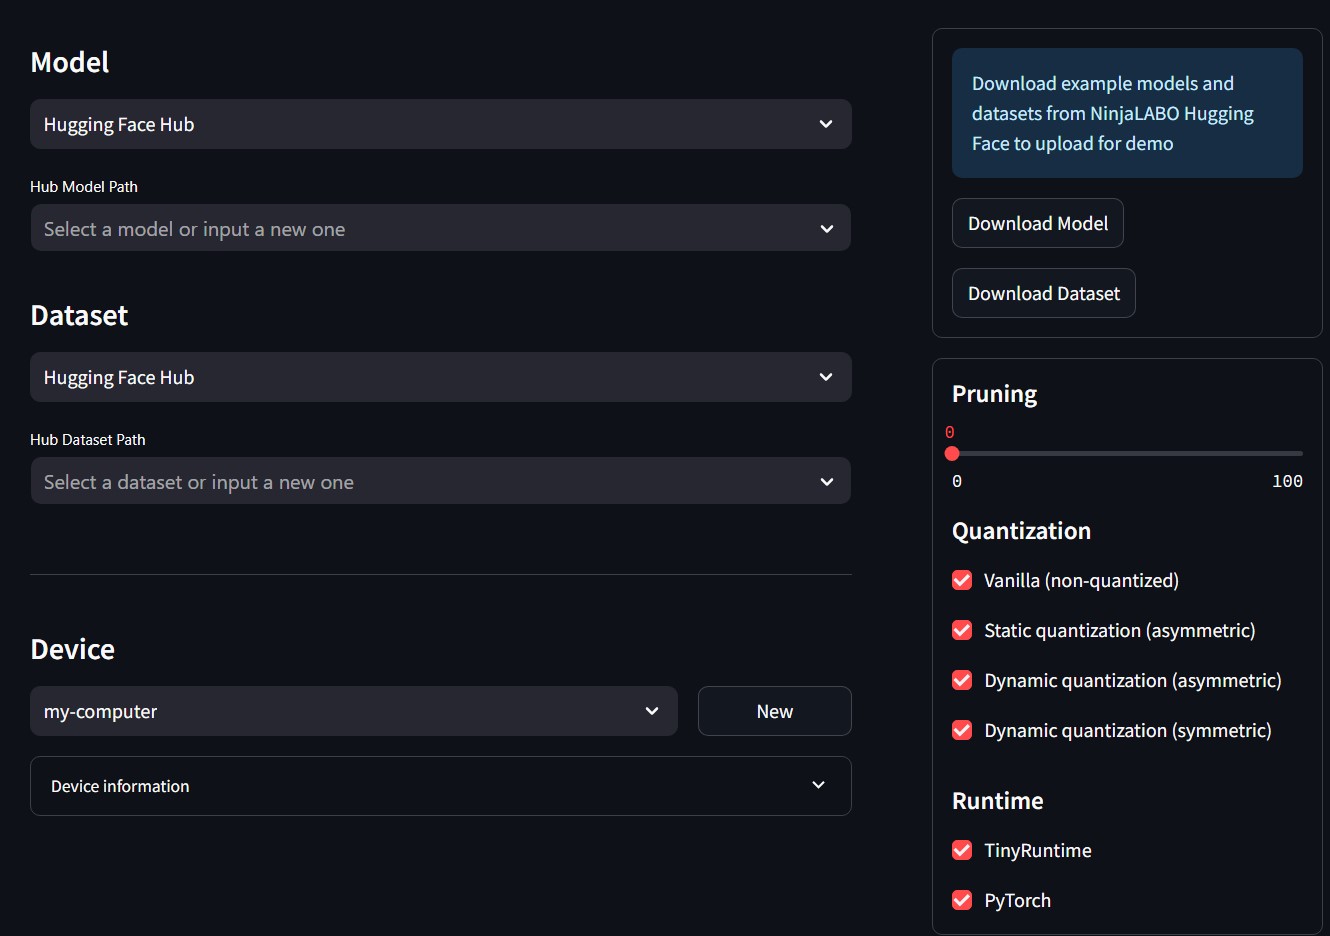 Model
Hugging Face Hub
Hub Model Path
Select a model or input a new one
Dataset
Hugging Face Hub
Hub Dataset Path
Select a dataset or input a new one
Device
my-computer
New
Device information
Download example models and
datasets from NinjaLABO Hugging
Face to upload for demo
Download Model
Download Dataset
Pruning
0
0 100
Quantization
Vanilla (non-quantized)
Static quantization (asymmetric)
Dynamic quantization (asymmetric)
Dynamic quantization (symmetric)
Runtime
TinyRuntime
PyTorch